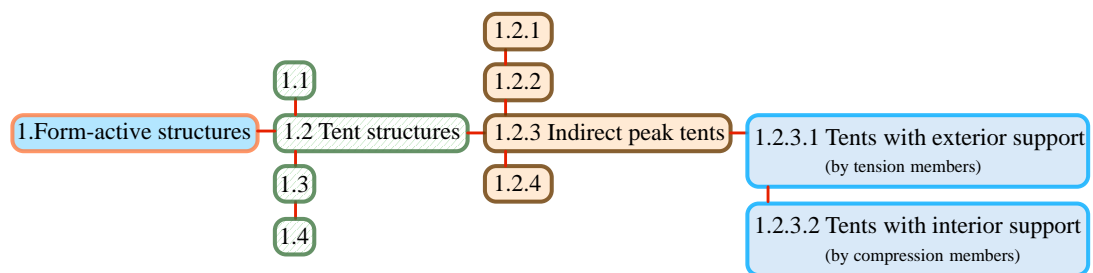 1.Form-active structures
1.1
1.2 Tent structures
1.3
1.4
1.2.1
1.2.2
1.2.3 Indirect peak tents
1.2.4
1.2.3.1 Tents with exterior support
(by tension members)
1.2.3.2 Tents with interior support
(by compression members)